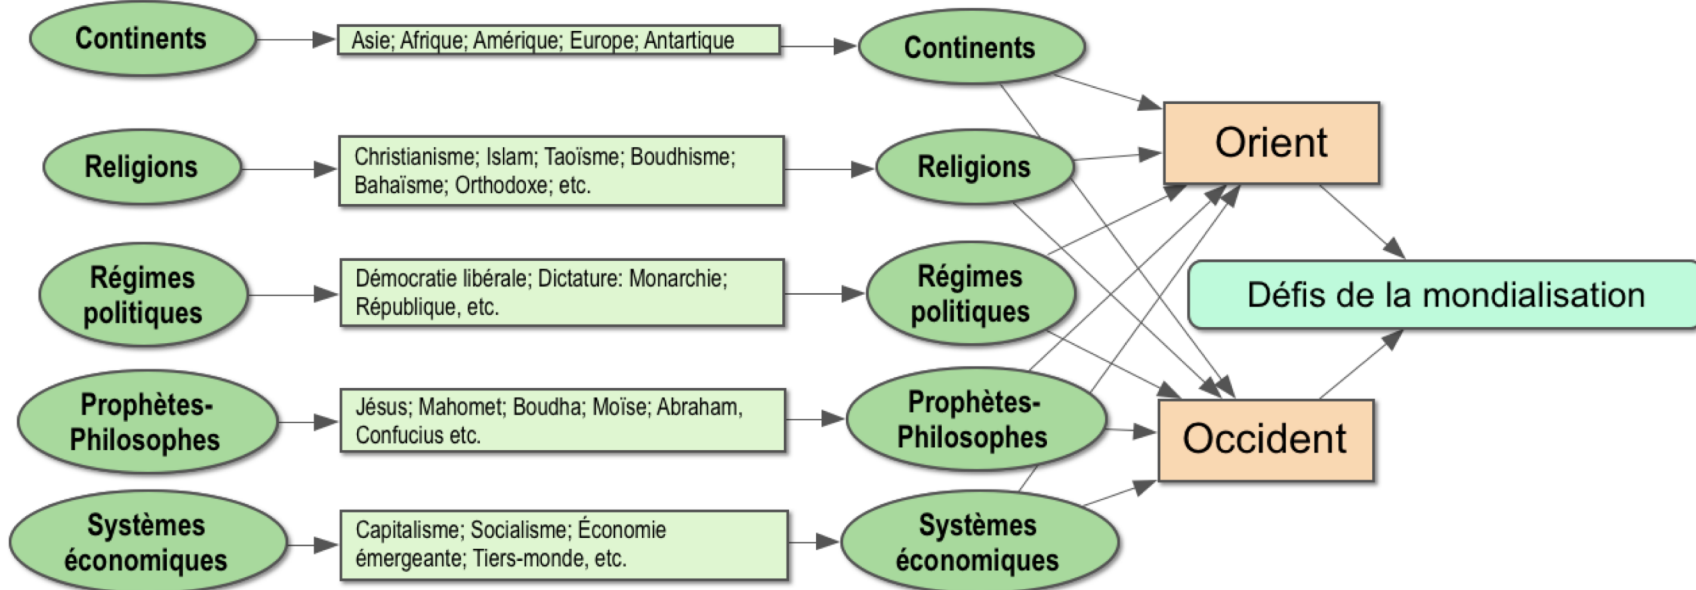 Continents
Asie; Afrique; Amérique; Europe; Antartique
Continents
Religions
Christianisme; Islam; Taoïsme; Boudhisme;
Bahaïsme; Orthodoxe; etc.
Religions
Régimes
politiques
Démocratie libérale; Dictature: Monarchie;
République, etc.
Régimes
politiques
Prophètes-
Philosophes
Jésus; Mahomet; Boudha; Moïse; Abraham,
Confucius etc.
Prophètes-
Philosophes
Systèmes
économiques
Capitalisme; Socialisme; Économie
émergeante; Tiers-monde, etc.
Systèmes
économiques
Orient
Occident
Défis de la mondialisation